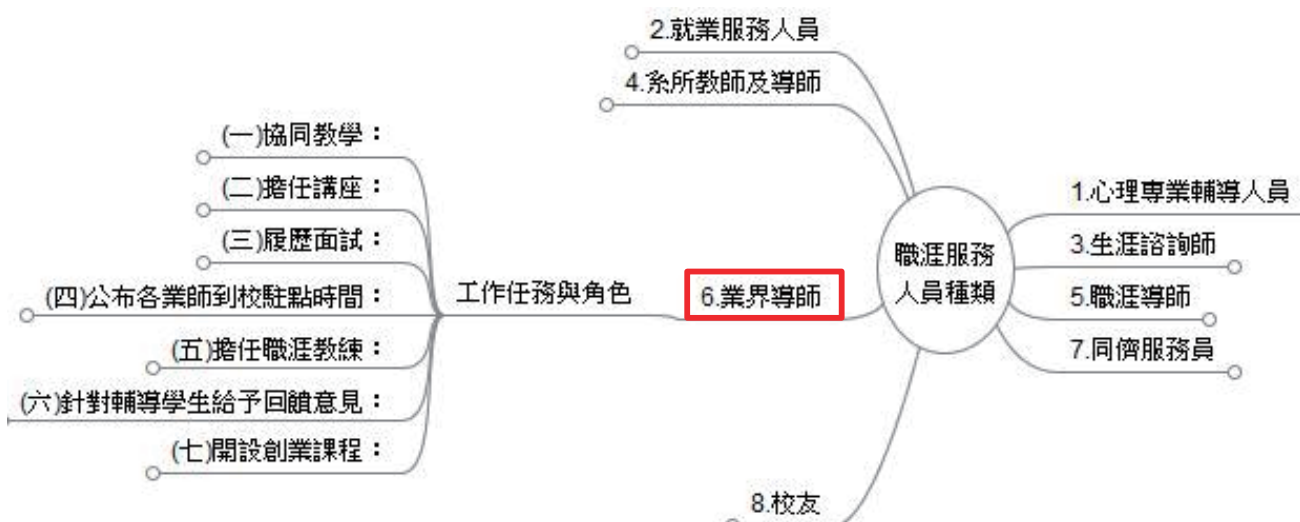 2.就業服務人員
4.系所教師及導師
(一)協同教學：
(二)擔任講座：
(三)履歷面試：
(四)公布各業師到校駐點時間：
(五)擔任職涯教練：
(六)針對輔導學生給予回饋意見：
(七)開設創業課程：
工作任務與角色
6.業界導師
職涯服務
人員種類
1.心理專業輔導人員
3.生涯諮詢師
5.職涯導師
7.同儕服務員
8.校友